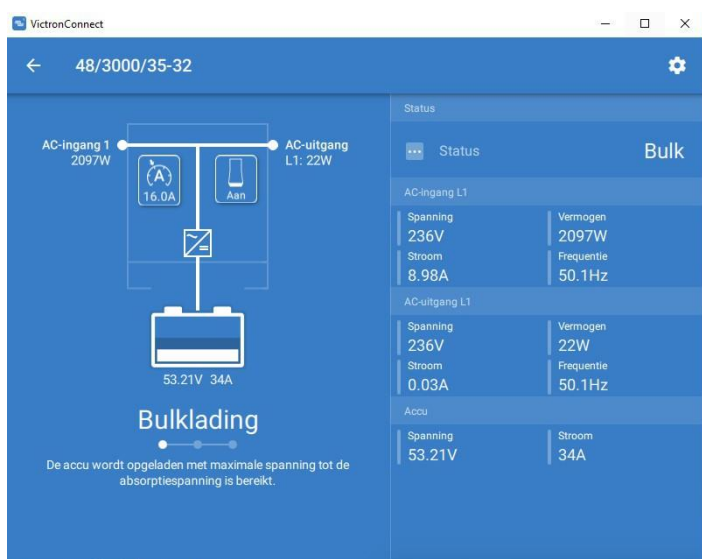 VictronConnect
48/3000/35-32
AC-ingang 1
2097W
AC-uitgang
L1: 22W
A
16.0A
Aan
53.21V 34A
Bulklading
De accu wordt opgeladen met maximale spanning tot de
absorptiespanning is bereikt.
Status
Status Bulk
AC-ingang L1
Spanning Vermogen
236V 2097W
Stroom Frequentie
8.98A 50.1Hz
AC-uitgang L1
Spanning Vermogen
236V 22W
Stroom Frequentie
0.03A 50.1Hz
Accu
Spanning Stroom
53.21V 34A